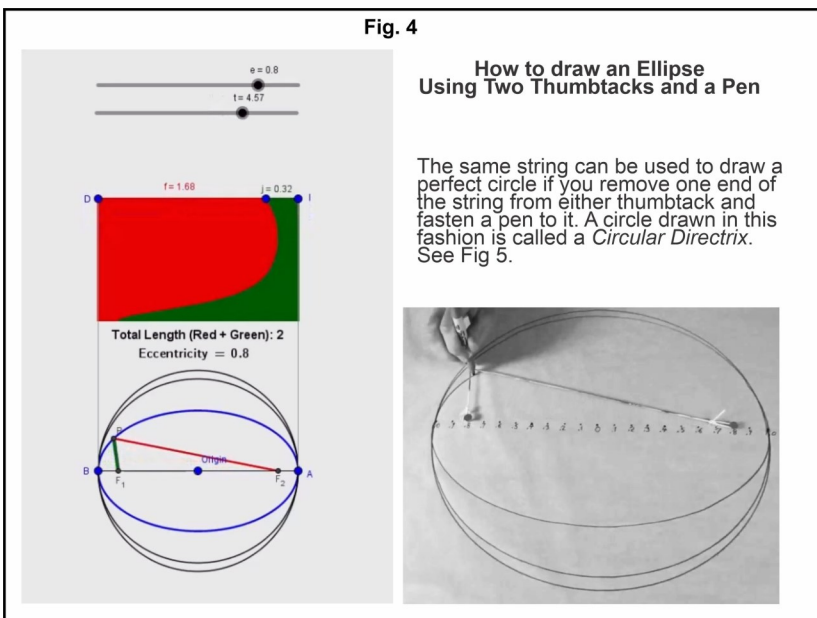 Fig. 4
e = 0.8
t = 4.57
f = 1.68
j = 0.32
D
I
Total Length (Red + Green): 2
Eccentricity = 0.8
P
Origin
B
F₁
F₂
A
How to draw an Ellipse
Using Two Thumbtacks and a Pen
The same string can be used to draw a
perfect circle if you remove one end of
the string from either thumbtack and
fasten a pen to it. A circle drawn in this
fashion is called a Circular Directrix.
See Fig 5.